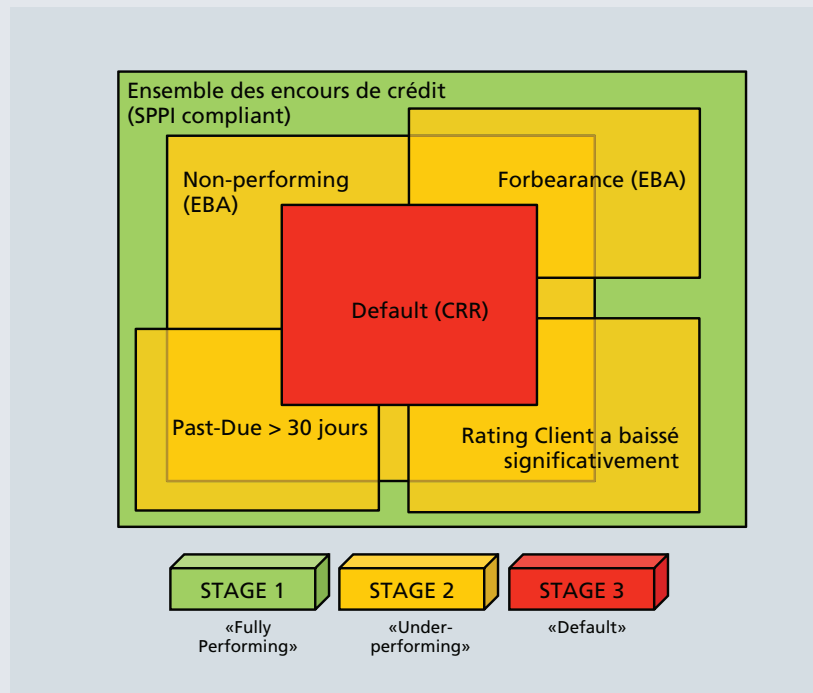 Ensemble des encours de crédit
(SPPI compliant)
Non-performing
(EBA)
Forbearance (EBA)
Default (CRR)
Past-Due > 30 jours
Rating Client a baissé
significativement
STAGE 1
STAGE 2
STAGE 3
«Fully
Performing»
«Under-
performing»
«Default»